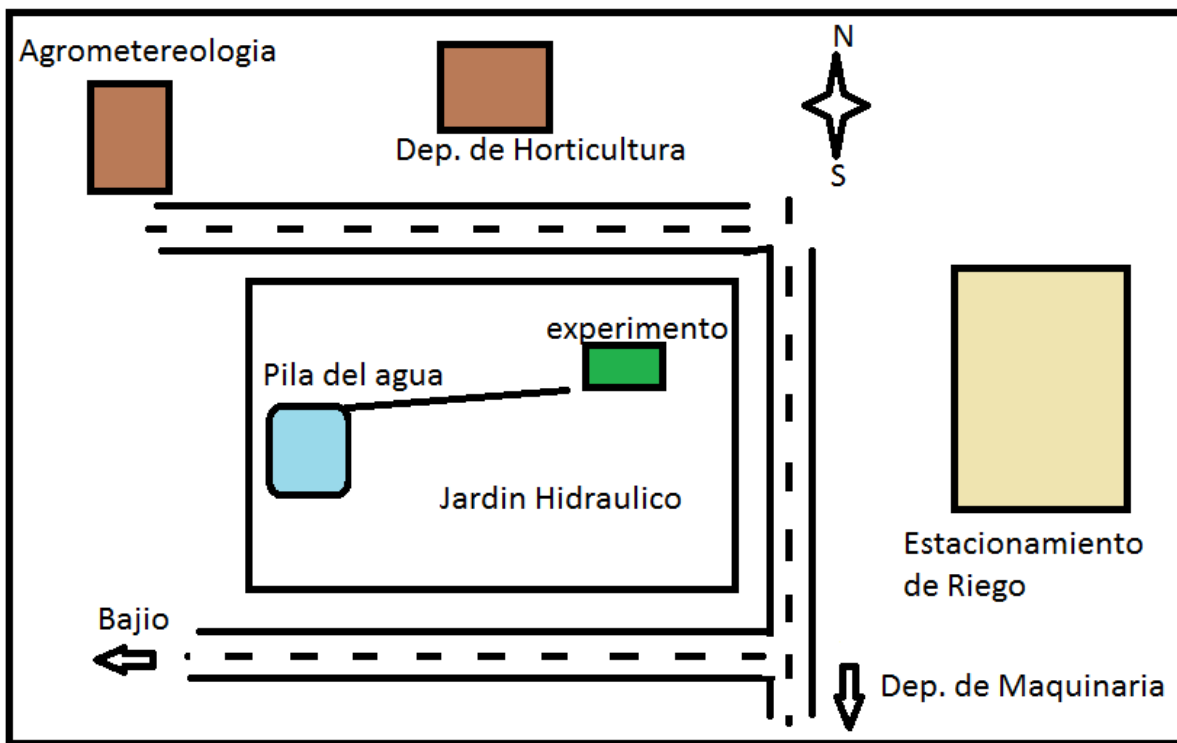 Agrometereologia
Dep. de Horticultura
N
S
experimento
Pila del agua
Jardin Hidraulico
Estacionamiento
de Riego
Bajio
Dep. de Maquinaria